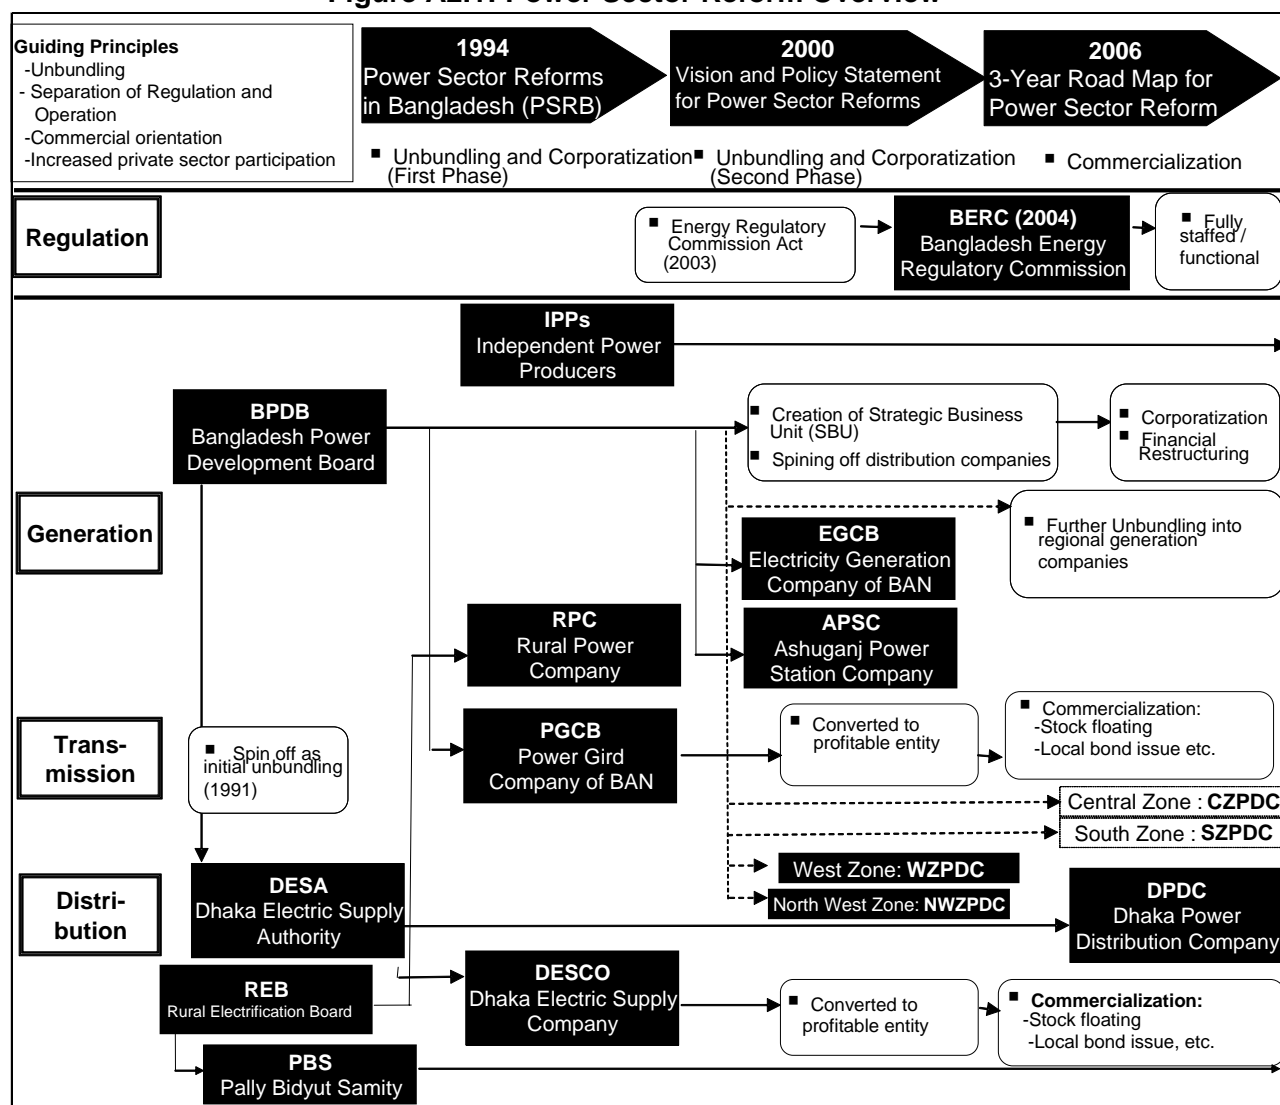 Guiding Principles
-Unbundling
- Separation of Regulation and
Operation
-Commercial orientation
-Increased private sector participation
1994
Power Sector Reforms
in Bangladesh (PSRB)
2000
Vision and Policy Statement
for Power Sector Reforms
2006
3-Year Road Map for
Power Sector Reform
■ Unbundling and Corporatization
(First Phase)
■ Unbundling and Corporatization
(Second Phase)
■ Commercialization
Regulation
■ Energy Regulatory
Commission Act
(2003)
BERC (2004)
Bangladesh Energy
Regulatory Commission
■ Fully
staffed /
functional
IPPs
Independent Power
Producers
BPDB
Bangladesh Power
Development Board
■ Creation of Strategic Business
Unit (SBU)
■ Spining off distribution companies
■ Corporatization
■ Financial
Restructuring
Generation
EGCB
Electricity Generation
Company of BAN
■ Further Unbundling into
regional generation
companies
RPC
Rural Power
Company
APSC
Ashuganj Power
Station Company
Trans-
mission
■ Spin off as
initial unbundling
(1991)
PGCB
Power Gird
Company of BAN
■ Converted to
profitable entity
■ Commercialization:
-Stock floating
-Local bond issue etc.
Central Zone : CZPDC
South Zone : SZPDC
West Zone: WZPDC
North West Zone: NWZPDC
Distri-
bution
DESA
Dhaka Electric Supply
Authority
DPDC
Dhaka Power
Distribution Company
REB
Rural Electrification Board
DESCO
Dhaka Electric Supply
Company
■ Converted to
profitable entity
■ Commercialization:
-Stock floating
-Local bond issue, etc.
PBS
Pally Bidyut Samity